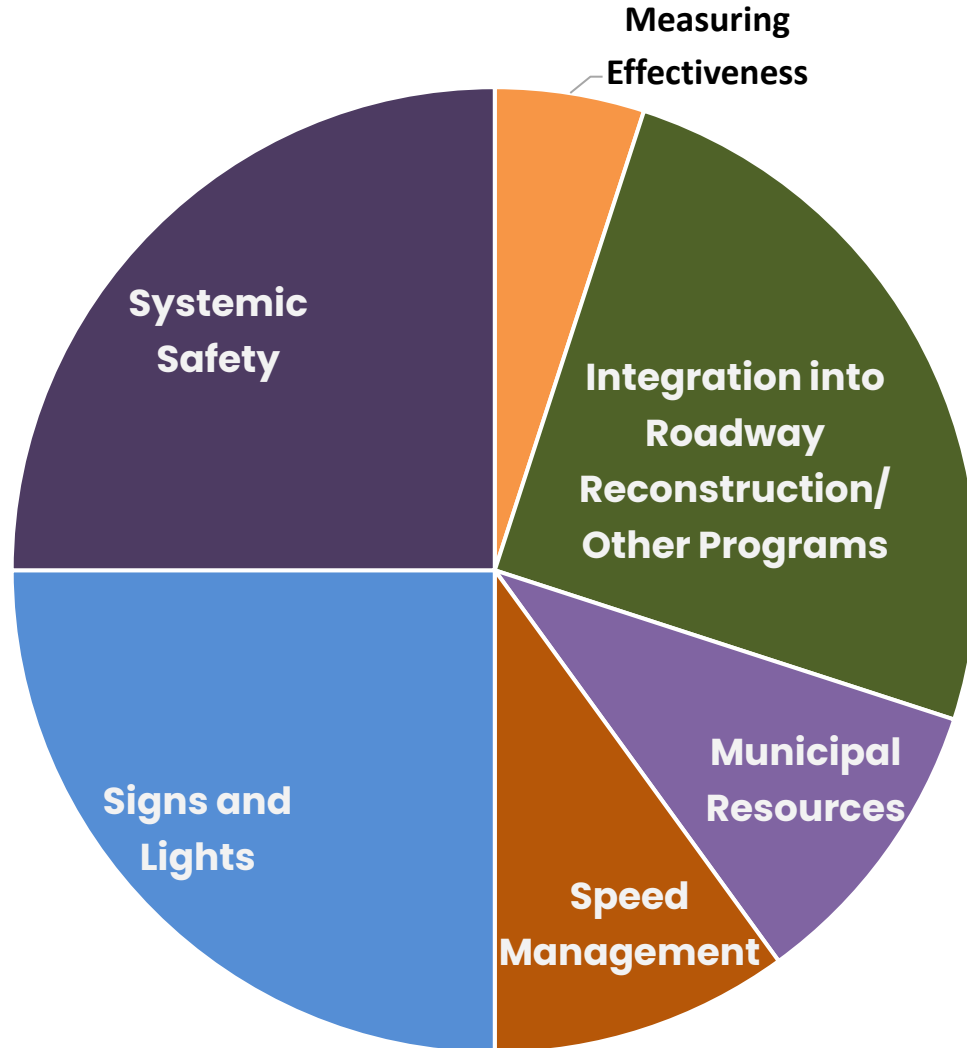 Measuring
Effectiveness
Systemic
Safety
Integration into
Roadway
Reconstruction/
Other Programs
Municipal
Resources
Signs and
Lights
Speed
Management